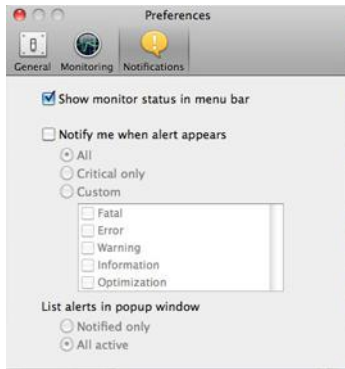 Preferences
General Monitoring Notifications
Show monitor status in menu bar
Notify me when alert appears
All
Critical only
Custom
Fatal
Error
Warning
Information
Optimization
List alerts in popup window
Notified only
All active